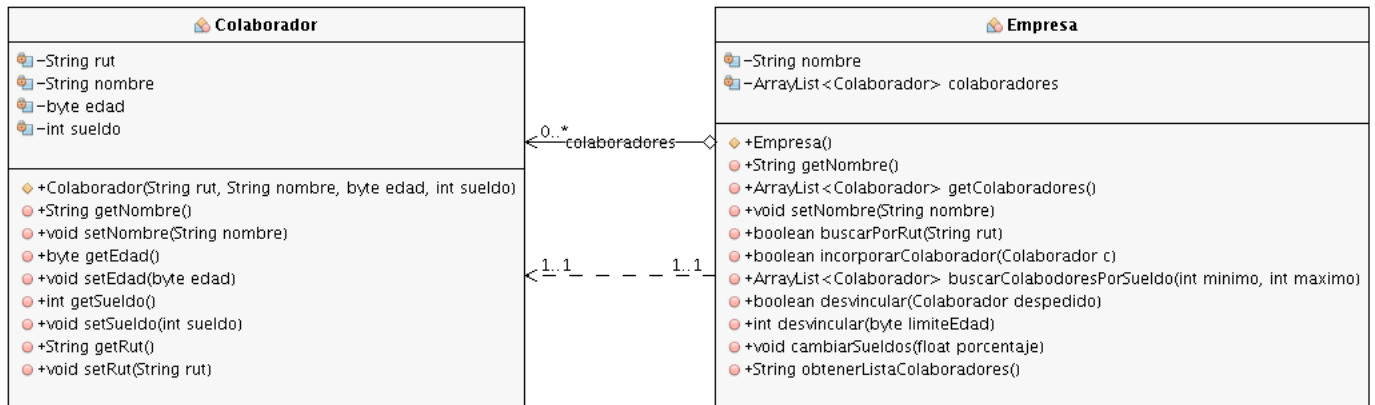 Colaborador
-String rut
-String nombre
-byte edad
-int sueldo
+Colaborador(String rut, String nombre, byte edad, int sueldo)
+String getNombre()
+void setNombre(String nombre)
+byte getEdad()
+void setEdad(byte edad)
+int getSueldo()
+void setSueldo(int sueldo)
+String getRut()
+void setRut(String rut)
0..*
colaboradores
1..1
1..1
Empresa
-String nombre
-ArrayList<Colaborador> colaboradores
+Empresa()
+String getNombre()
+ArrayList<Colaborador> getColaboradores()
+void setNombre(String nombre)
+boolean buscarPorRut(String rut)
+boolean incorporarColaborador(Colaborador c)
+ArrayList<Colaborador> buscarColabodoresPorSueldo(int minimo, int maximo)
+boolean desvincular(Colaborador despedido)
+int desvincular(byte limiteEdad)
+void cambiarSueldos(float porcentaje)
+String obtenerListaColaboradores()